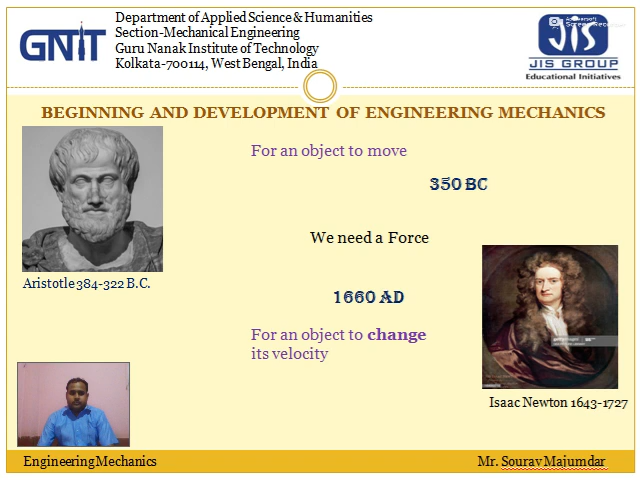 GNIT
Department of Applied Science & Humanities
Section-Mechanical Engineering
Guru Nanak Institute of Technology
Kolkata-700114, West Bengal, India
JIS
JIS GROUP
Educational Initiatives
BEGINNING AND DEVELOPMENT OF ENGINEERING MECHANICS
For an object to move
350 BC
We need a Force
Aristotle 384-322 B.C.
1660 AD
For an object to change
its velocity
Isaac Newton 1643-1727
Engineering Mechanics
Mr. Sourav Majumdar